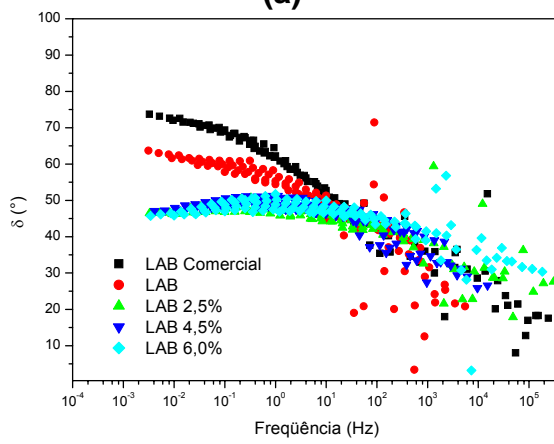 (a)
100
90
80
70
60
50
40
30
20
10
δ (°)
LAB Comercial
LAB
LAB 2,5%
LAB 4,5%
LAB 6,0%
10⁻⁴ 10⁻³ 10⁻² 10⁻¹ 10⁰ 10¹ 10² 10³ 10⁴ 10⁵
Freqüência (Hz)